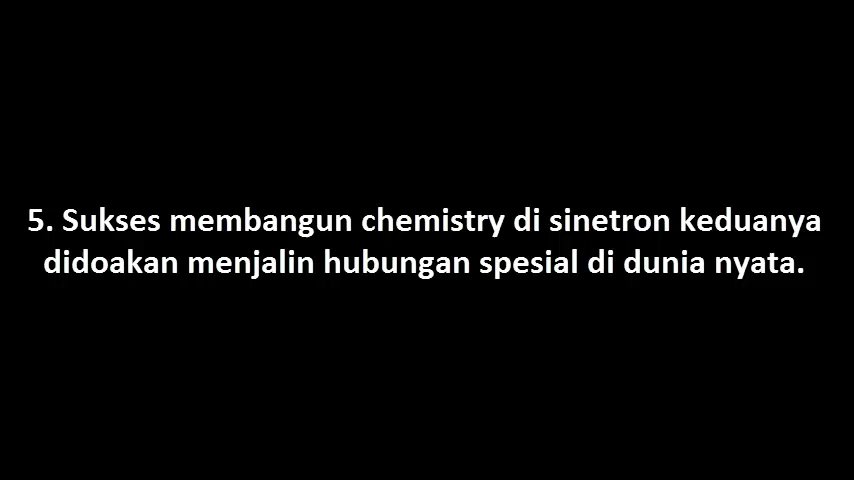 5. Sukses membangun chemistry di sinetron keduanya
didoakan menjalin hubungan spesial di dunia nyata.